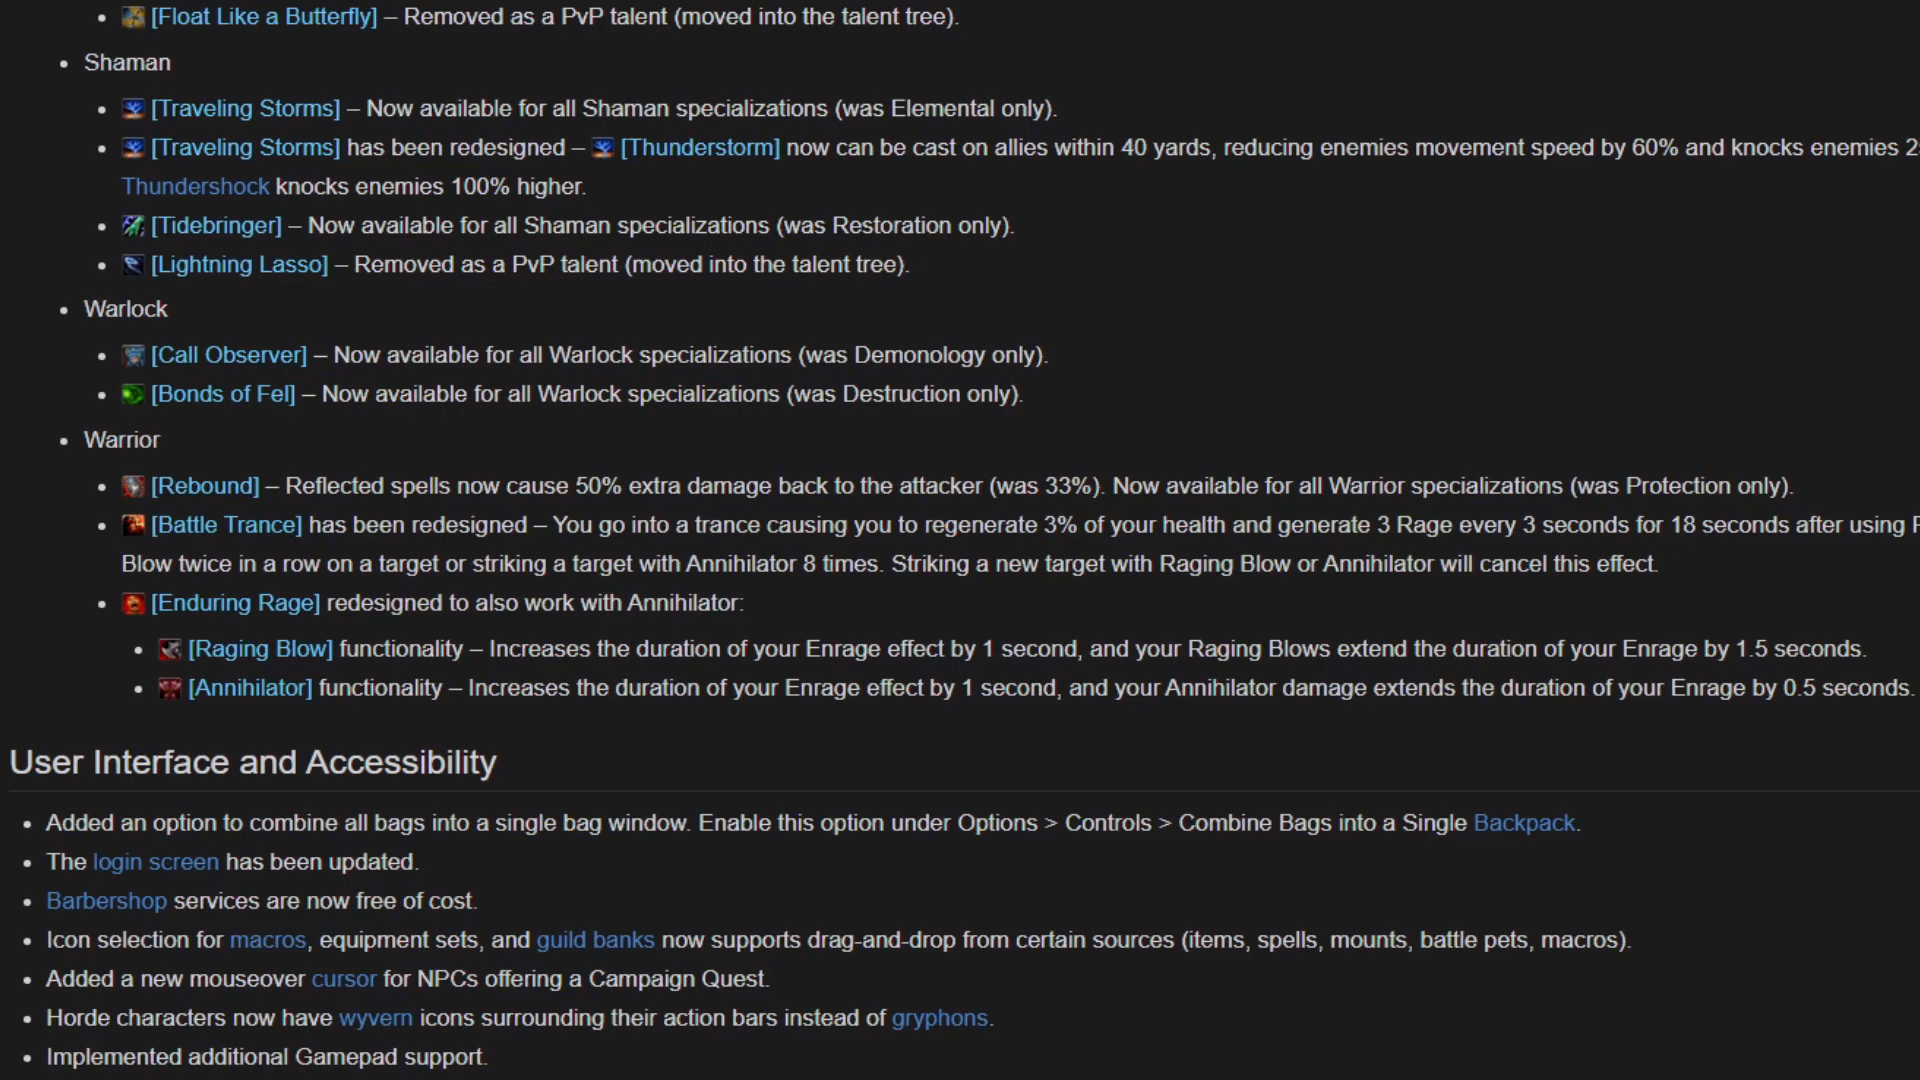 [Float Like a Butterfly] – Removed as a PvP talent (moved into the talent tree).
Shaman
[Traveling Storms] – Now available for all Shaman specializations (was Elemental only).
[Traveling Storms] has been redesigned – [Thunderstorm] now can be cast on allies within 40 yards, reducing enemies movement speed by 60% and knocks enemies
Thundershock knocks enemies 100% higher.
[Tidebringer] – Now available for all Shaman specializations (was Restoration only).
[Lightning Lasso] – Removed as a PvP talent (moved into the talent tree).
Warlock
[Call Observer] – Now available for all Warlock specializations (was Demonology only).
[Bonds of Fel] – Now available for all Warlock specializations (was Destruction only).
Warrior
[Rebound] – Reflected spells now cause 50% extra damage back to the attacker (was 33%). Now available for all Warrior specializations (was Protection only).
[Battle Trance] has been redesigned – You go into a trance causing you to regenerate 3% of your health and generate 3 Rage every 3 seconds for 18 seconds after using
Blow twice in a row on a target or striking a target with Annihilator 8 times. Striking a new target with Raging Blow or Annihilator will cancel this effect.
[Enduring Rage] redesigned to also work with Annihilator:
[Raging Blow] functionality – Increases the duration of your Enrage effect by 1 second, and your Raging Blows extend the duration of your Enrage by 1.5 seconds.
[Annihilator] functionality – Increases the duration of your Enrage effect by 1 second, and your Annihilator damage extends the duration of your Enrage by 0.5 seconds.
User Interface and Accessibility
Added an option to combine all bags into a single bag window. Enable this option under Options > Controls > Combine Bags into a Single Backpack.
The login screen has been updated.
Barbershop services are now free of cost.
Icon selection for macros, equipment sets, and guild banks now supports drag-and-drop from certain sources (items, spells, mounts, battle pets, macros).
Added a new mouseover cursor for NPCs offering a Campaign Quest.
Horde characters now have wyvern icons surrounding their action bars instead of gryphons.
Implemented additional Gamepad support.